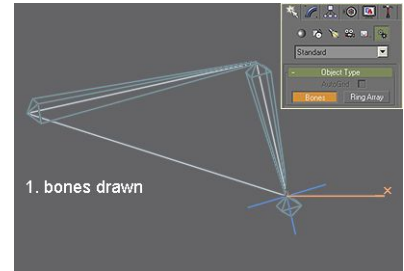 Standard
- Object Type
AutoGrid
Bones Ring Array
x
1. bones drawn